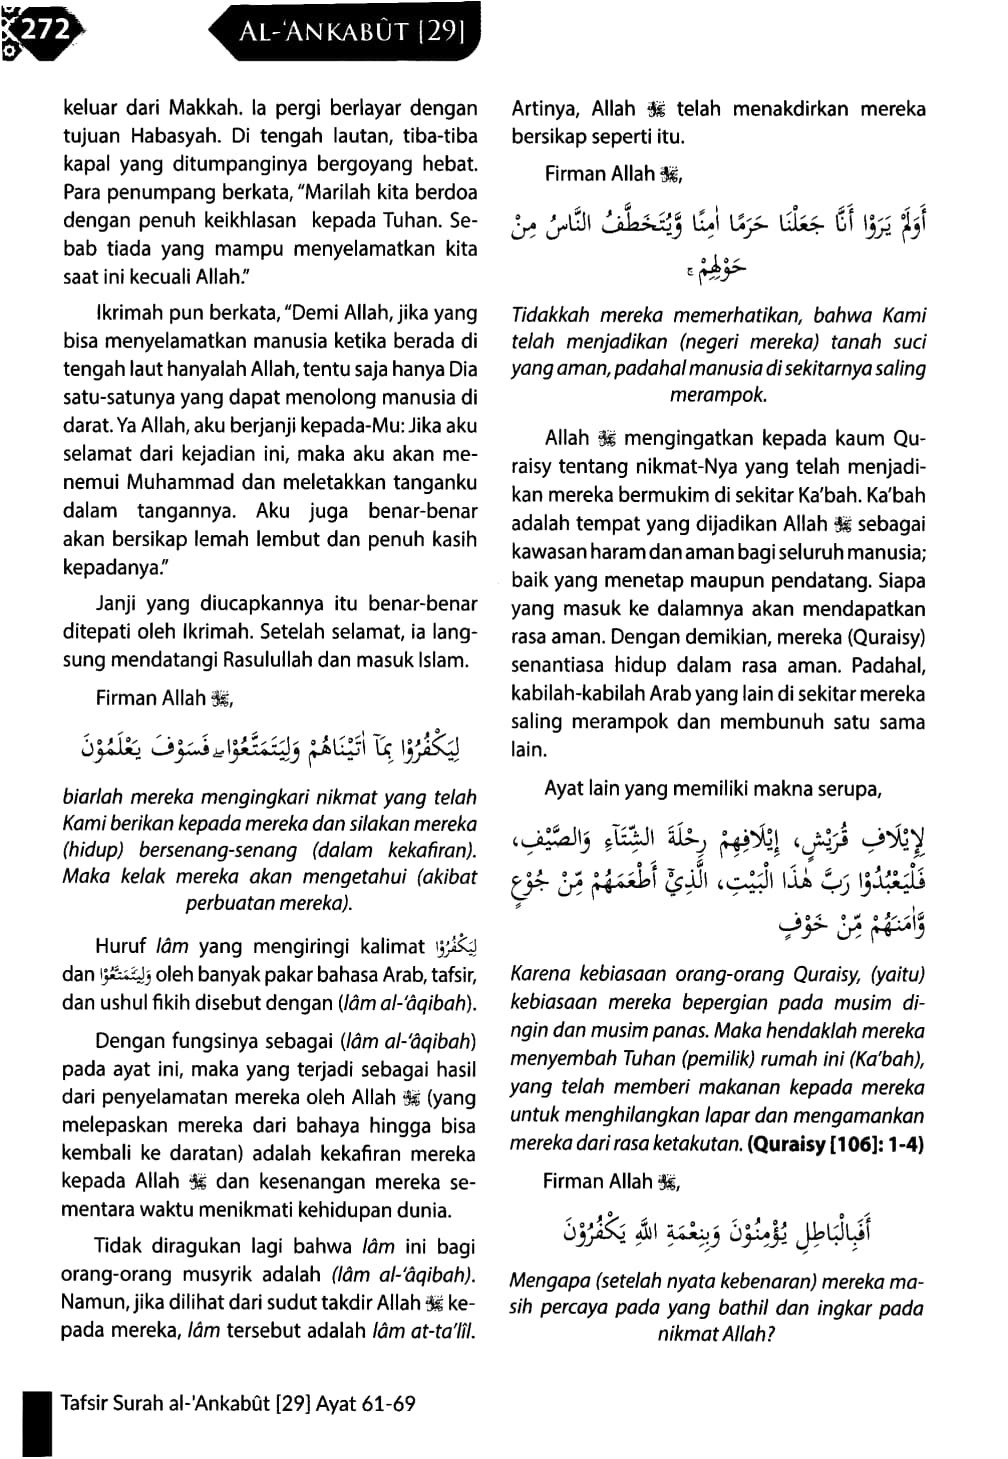 272
AL-'ANKABÛT [29]
keluar dari Makkah. Ia pergi berlayar dengan
tujuan Habasyah. Di tengah lautan, tiba-tiba
kapal yang ditumpanginya bergoyang hebat.
Para penumpang berkata, “Marilah kita berdoa
dengan penuh keikhlasan kepada Tuhan. Se-
bab tiada yang mampu menyelamatkan kita
saat ini kecuali Allah.”
Ikrimah pun berkata, “Demi Allah, jika yang
bisa menyelamatkan manusia ketika berada di
tengah laut hanyalah Allah, tentu saja hanya Dia
satu-satunya yang dapat menolong manusia di
darat. Ya Allah, aku berjanji kepada-Mu: Jika aku
selamat dari kejadian ini, maka aku akan me-
nemui Muhammad dan meletakkan tanganku
dalam tangannya. Aku juga benar-benar
akan bersikap lemah lembut dan penuh kasih
kepadanya.”
Janji yang diucapkannya itu benar-benar
ditepati oleh Ikrimah. Setelah selamat, ia lang-
sung mendatangi Rasulullah dan masuk Islam.
Firman Allah ﷻ,
لِيَكْفُرُوْا بِمَآ اٰتَيْنَاهُمْ وَلِيَتَمَتَّعُوْاۗ فَسَوْفَ يَعْلَمُوْنَ
biarlah mereka mengingkari nikmat yang telah
Kami berikan kepada mereka dan silakan mereka
(hidup) bersenang-senang (dalam kekafiran).
Maka kelak mereka akan mengetahui (akibat
perbuatan mereka).
Huruf lâm yang mengiringi kalimat لِيَكْفُرُوْا
dan وَلِيَتَمَتَّعُوْا oleh banyak pakar bahasa Arab, tafsir,
dan ushul fikih disebut dengan (lâm al-‘âqibah).
Dengan fungsinya sebagai (lâm al-‘âqibah)
pada ayat ini, maka yang terjadi sebagai hasil
dari penyelamatan mereka oleh Allah ﷻ (yang
melepaskan mereka dari bahaya hingga bisa
kembali ke daratan) adalah kekafiran mereka
kepada Allah ﷻ dan kesenangan mereka se-
mentara waktu menikmati kehidupan dunia.
Tidak diragukan lagi bahwa lâm ini bagi
orang-orang musyrik adalah (lâm al-‘âqibah).
Namun, jika dilihat dari sudut takdir Allah ﷻ ke-
pada mereka, lâm tersebut adalah lâm at-ta’lîl.
Artinya, Allah ﷻ telah menakdirkan mereka
bersikap seperti itu.
Firman Allah ﷻ,
أَوَلَمْ يَرَوْا أَنَّا جَعَلْنَا حَرَمًا اٰمِنًا وَّيُتَخَطَّفُ النَّاسُ مِنْ
حَوْلِهِمْ ۚ
Tidakkah mereka memerhatikan, bahwa Kami
telah menjadikan (negeri mereka) tanah suci
yang aman, padahal manusia di sekitarnya saling
merampok.
Allah ﷻ mengingatkan kepada kaum Qu-
raisy tentang nikmat-Nya yang telah menjadi-
kan mereka bermukim di sekitar Ka’bah. Ka’bah
adalah tempat yang dijadikan Allah ﷻ sebagai
kawasan haram dan aman bagi seluruh manusia;
baik yang menetap maupun pendatang. Siapa
yang masuk ke dalamnya akan mendapatkan
rasa aman. Dengan demikian, mereka (Quraisy)
senantiasa hidup dalam rasa aman. Padahal,
kabilah-kabilah Arab yang lain di sekitar mereka
saling merampok dan membunuh satu sama
lain.
Ayat lain yang memiliki makna serupa,
لِإِيْلَافِ قُرَيْشٍ، إِيْلَافِهِمْ رِحْلَةَ الشِّتَآءِ وَالصَّيْفِ،
فَلْيَعْبُدُوْا رَبَّ هٰذَا الْبَيْتِ، الَّذِيْٓ أَطْعَمَهُمْ مِّنْ جُوْعٍ
وَّاٰمَنَهُمْ مِّنْ خَوْفٍ
Karena kebiasaan orang-orang Quraisy, (yaitu)
kebiasaan mereka bepergian pada musim di-
ngin dan musim panas. Maka hendaklah mereka
menyembah Tuhan (pemilik) rumah ini (Ka’bah),
yang telah memberi makanan kepada mereka
untuk menghilangkan lapar dan mengamankan
mereka dari rasa ketakutan. (Quraisy [106]: 1-4)
Firman Allah ﷻ,
أَفَبِالْبَاطِلِ يُؤْمِنُوْنَ وَبِنِعْمَةِ اللّٰهِ يَكْفُرُوْنَ
Mengapa (setelah nyata kebenaran) mereka ma-
sih percaya pada yang bathil dan ingkar pada
nikmat Allah?
Tafsir Surah al-'Ankabût [29] Ayat 61-69